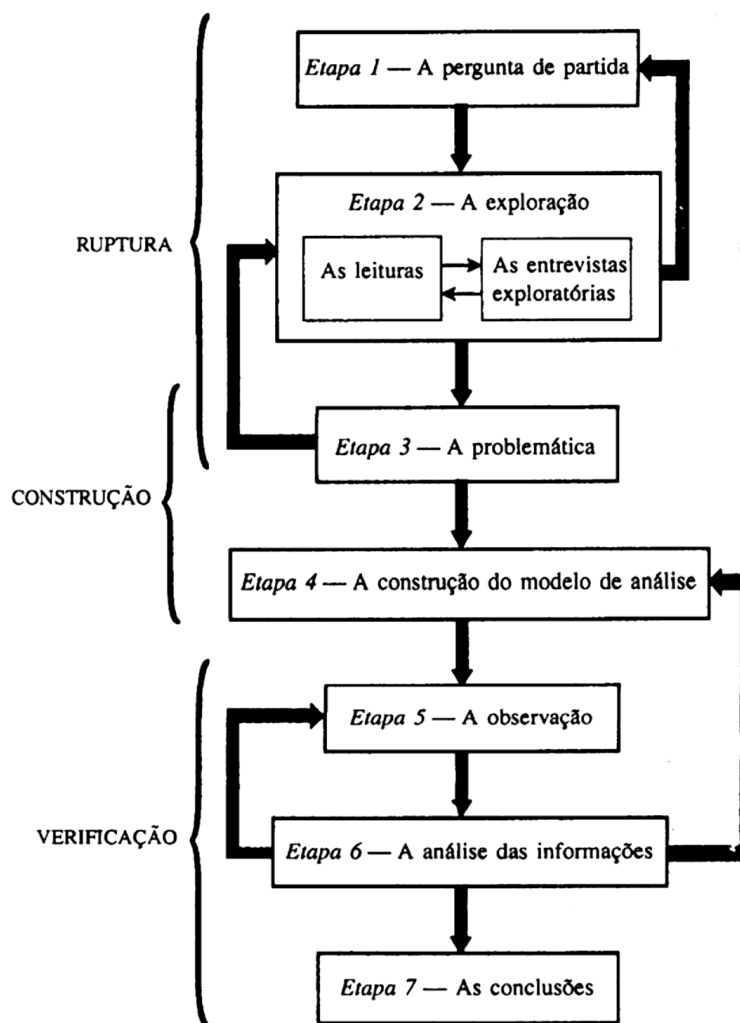 Etapa 1 — A pergunta de partida
Etapa 2 — A exploração
RUPTURA
As leituras
As entrevistas
exploratórias
Etapa 3 — A problemática
CONSTRUÇÃO
Etapa 4 — A construção do modelo de análise
Etapa 5 — A observação
VERIFICAÇÃO
Etapa 6 — A análise das informações
Etapa 7 — As conclusões